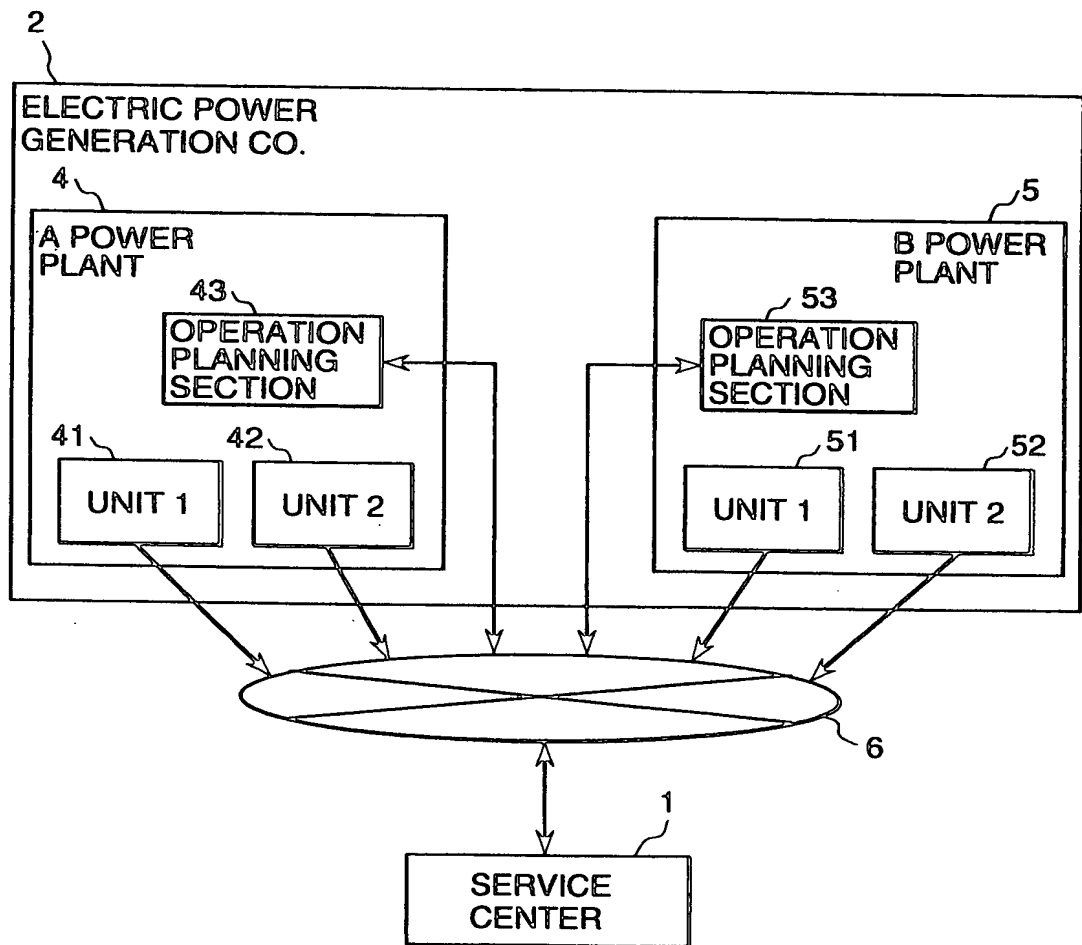 2
ELECTRIC POWER
GENERATION CO.
4
A POWER
PLANT
43
OPERATION
PLANNING
SECTION
41
UNIT 1
42
UNIT 2
5
B POWER
PLANT
53
OPERATION
PLANNING
SECTION
51
UNIT 1
52
UNIT 2
6
1
SERVICE
CENTER